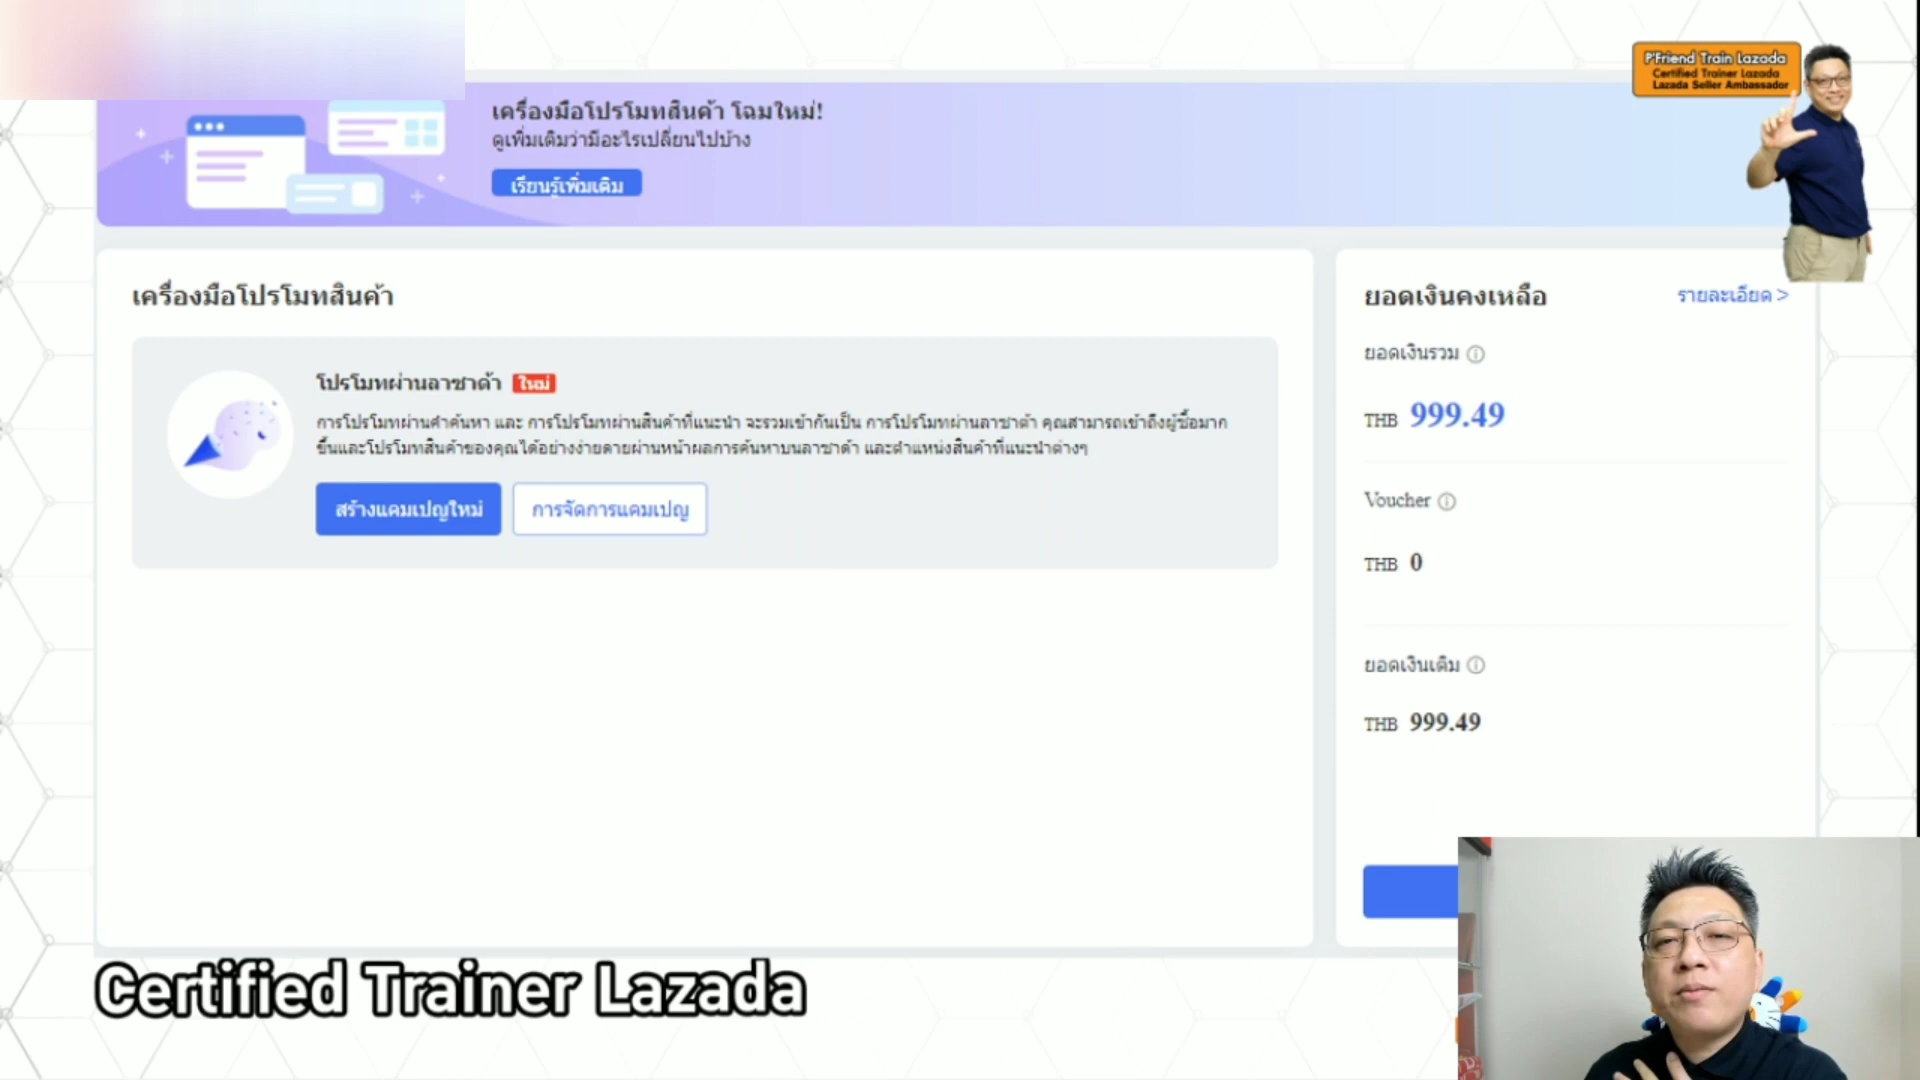 P'Friend Train Lazada
Certified Trainer Lazada
Lazada Seller Ambassador
เครื่องมือโปรโมทสินค้า โฉมใหม่!
ดูเพิ่มเติมว่ามีอะไรเปลี่ยนไปบ้าง
เรียนรู้เพิ่มเติม
เครื่องมือโปรโมทสินค้า
โปรโมทผ่านลาซาด้า ใหม่
การโปรโมทผ่านคำค้นหา และ การโปรโมทผ่านสินค้าที่แนะนำ จะรวมเข้ากันเป็น การโปรโมทผ่านลาซาด้า คุณสามารถเข้าถึงผู้ซื้อมาก
ขึ้นและโปรโมทสินค้าของคุณได้อย่างง่ายดายผ่านหน้าผลการค้นหาบนลาซาด้า และตำแหน่งสินค้าที่แนะนำต่างๆ
สร้างแคมเปญใหม่ การจัดการแคมเปญ
ยอดเงินคงเหลือ รายละเอียด >
ยอดเงินรวม
THB 999.49
Voucher
THB 0
ยอดเงินเติม
THB 999.49
Certified Trainer Lazada